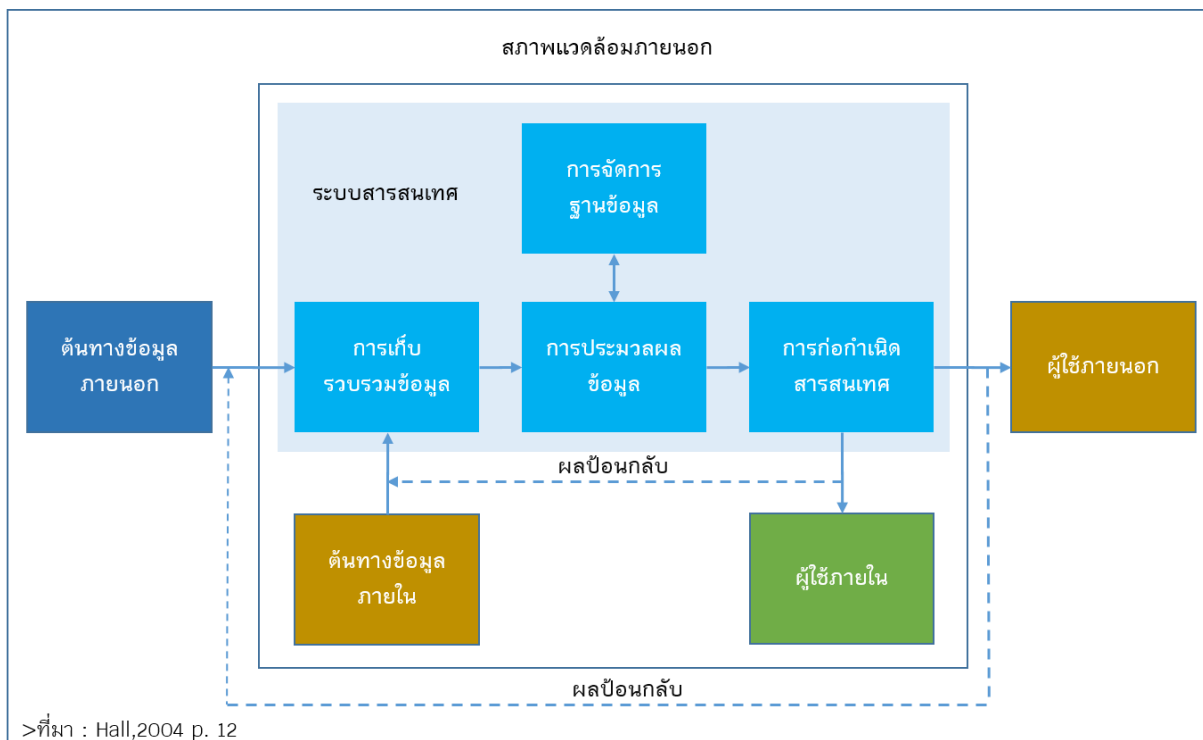 สภาพแวดล้อมภายนอก
ระบบสารสนเทศ
การจัดการ
ฐานข้อมูล
ต้นทางข้อมูล
ภายนอก
การเก็บ
รวบรวมข้อมูล
การประมวลผล
ข้อมูล
การก่อกำเนิด
สารสนเทศ
ผู้ใช้ภายนอก
ผลป้อนกลับ
ต้นทางข้อมูล
ภายใน
ผู้ใช้ภายใน
ผลป้อนกลับ
>ที่มา : Hall,2004 p. 12